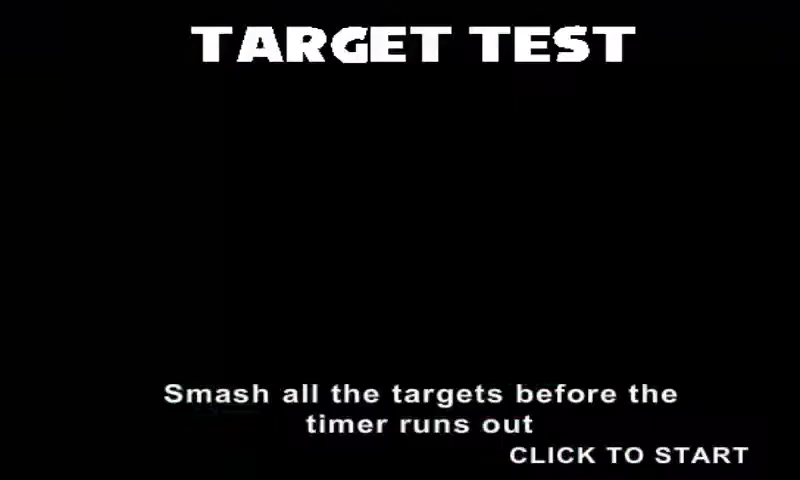 TARGET TEST
Smash all the targets before the
timer runs out
CLICK TO START